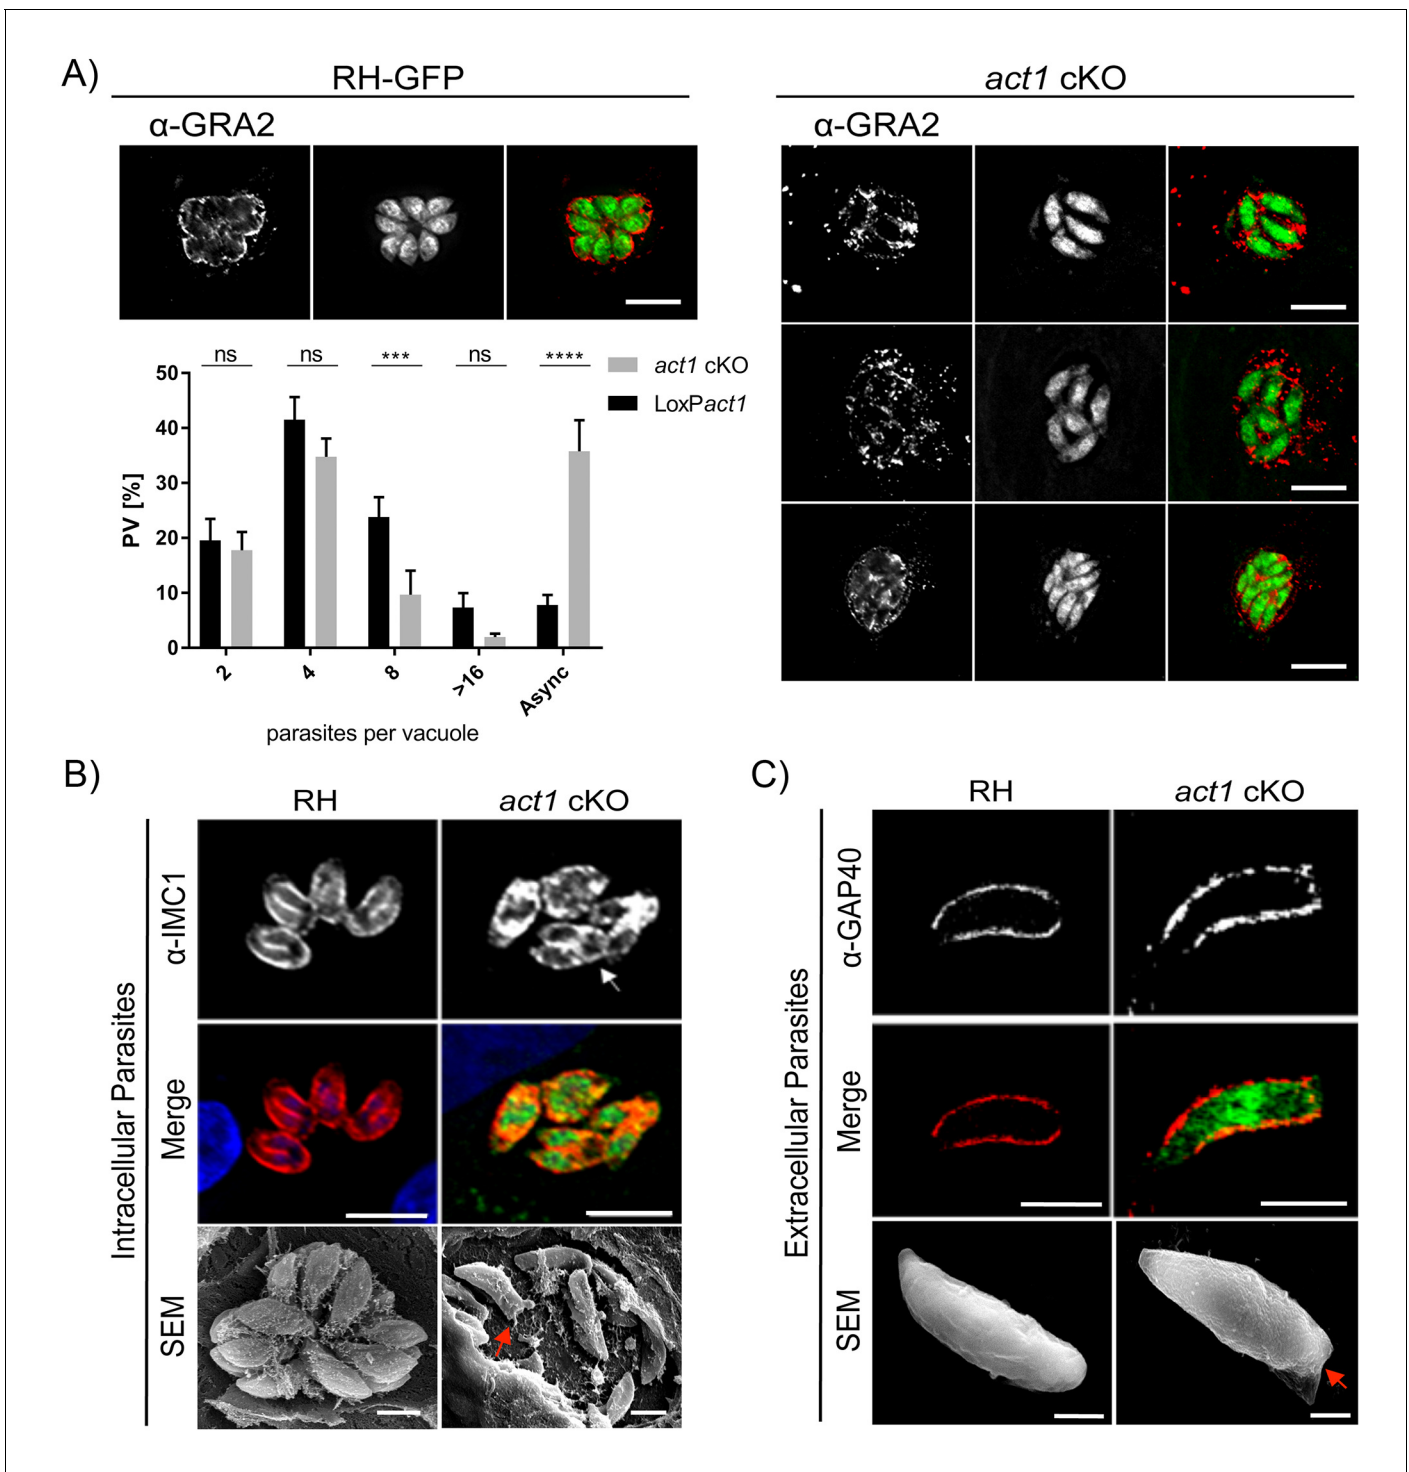 A)
RH-GFP
act1 cKO
α-GRA2
α-GRA2
ns
ns
***
ns
****
act1 cKO
LoxPact1
50
40
30
20
10
0
PV [%]
2
4
8
>16
Async
parasites per vacuole
B)
RH
act1 cKO
Intracellular Parasites
α-IMC1
Merge
SEM
C)
RH
act1 cKO
Extracellular Parasites
α-GAP40
Merge
SEM